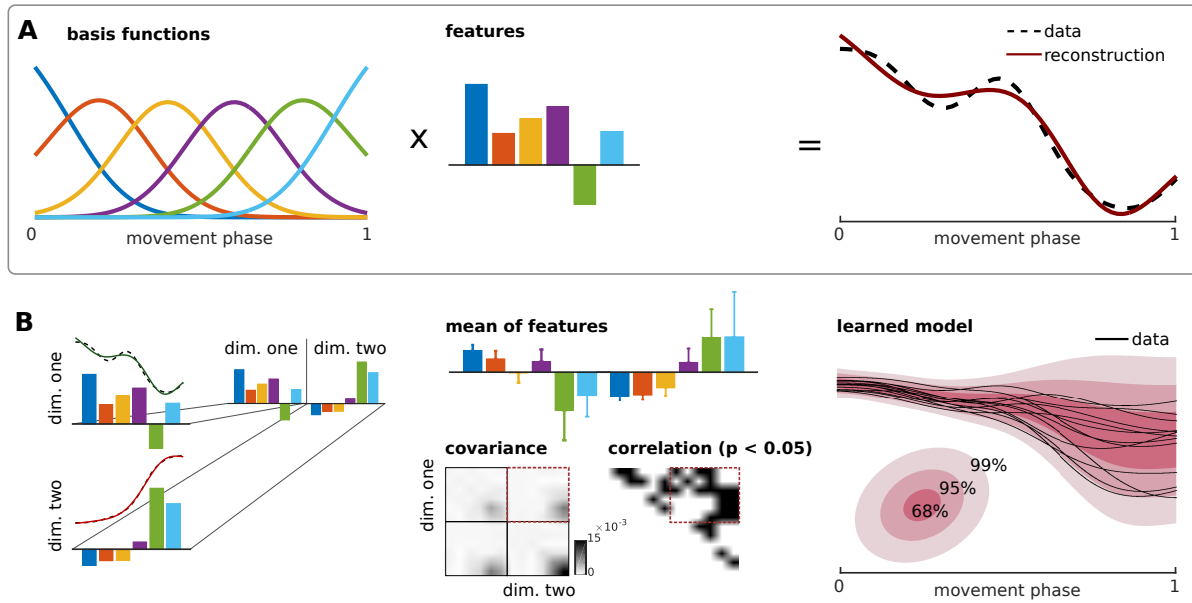 A
basis functions
features
data
reconstruction
x
=
0
movement phase
1
0
movement phase
1
B
dim. one
dim. two
dim. one
dim. two
mean of features
covariance
correlation (p < 0.05)
dim. one
dim. two
×10⁻³
15
0
learned model
data
99%
95%
68%
0
movement phase
1